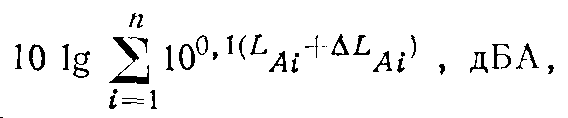 10 lg ∑_{i=1}^{n} 10^{0,1(L_{Ai}+ΔL_{Ai})} , дБА,